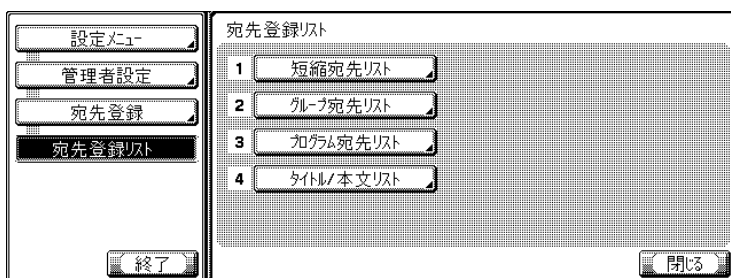 設定ﾒﾆｭｰ
管理者設定
宛先登録
宛先登録ﾘｽﾄ
終了
宛先登録ﾘｽﾄ
1 短縮宛先ﾘｽﾄ
2 ｸﾞﾙｰﾌﾟ宛先ﾘｽﾄ
3 ﾌﾟﾛｸﾞﾗﾑ宛先ﾘｽﾄ
4 ﾀｲﾄﾙ/本文ﾘｽﾄ
閉じる